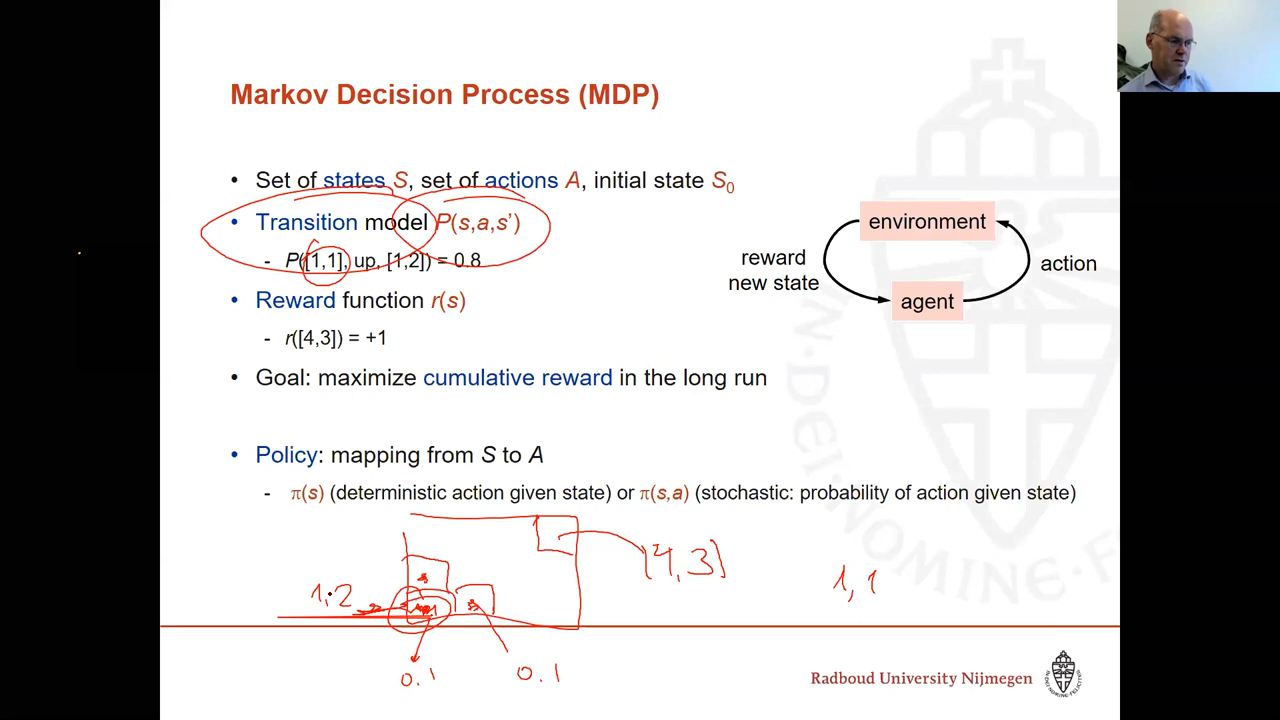 Markov Decision Process (MDP)
• Set of states S, set of actions A, initial state S0
• Transition model P(s,a,s’)
- P([1,1], up, [1,2]) = 0.8
• Reward function r(s)
- r([4,3]) = +1
• Goal: maximize cumulative reward in the long run
• Policy: mapping from S to A
- π(s) (deterministic action given state) or π(s,a) (stochastic: probability of action given state)
environment
reward
new state
action
agent
[4,3]
1,1
1,2
0.1
0.1
Radboud University Nijmegen